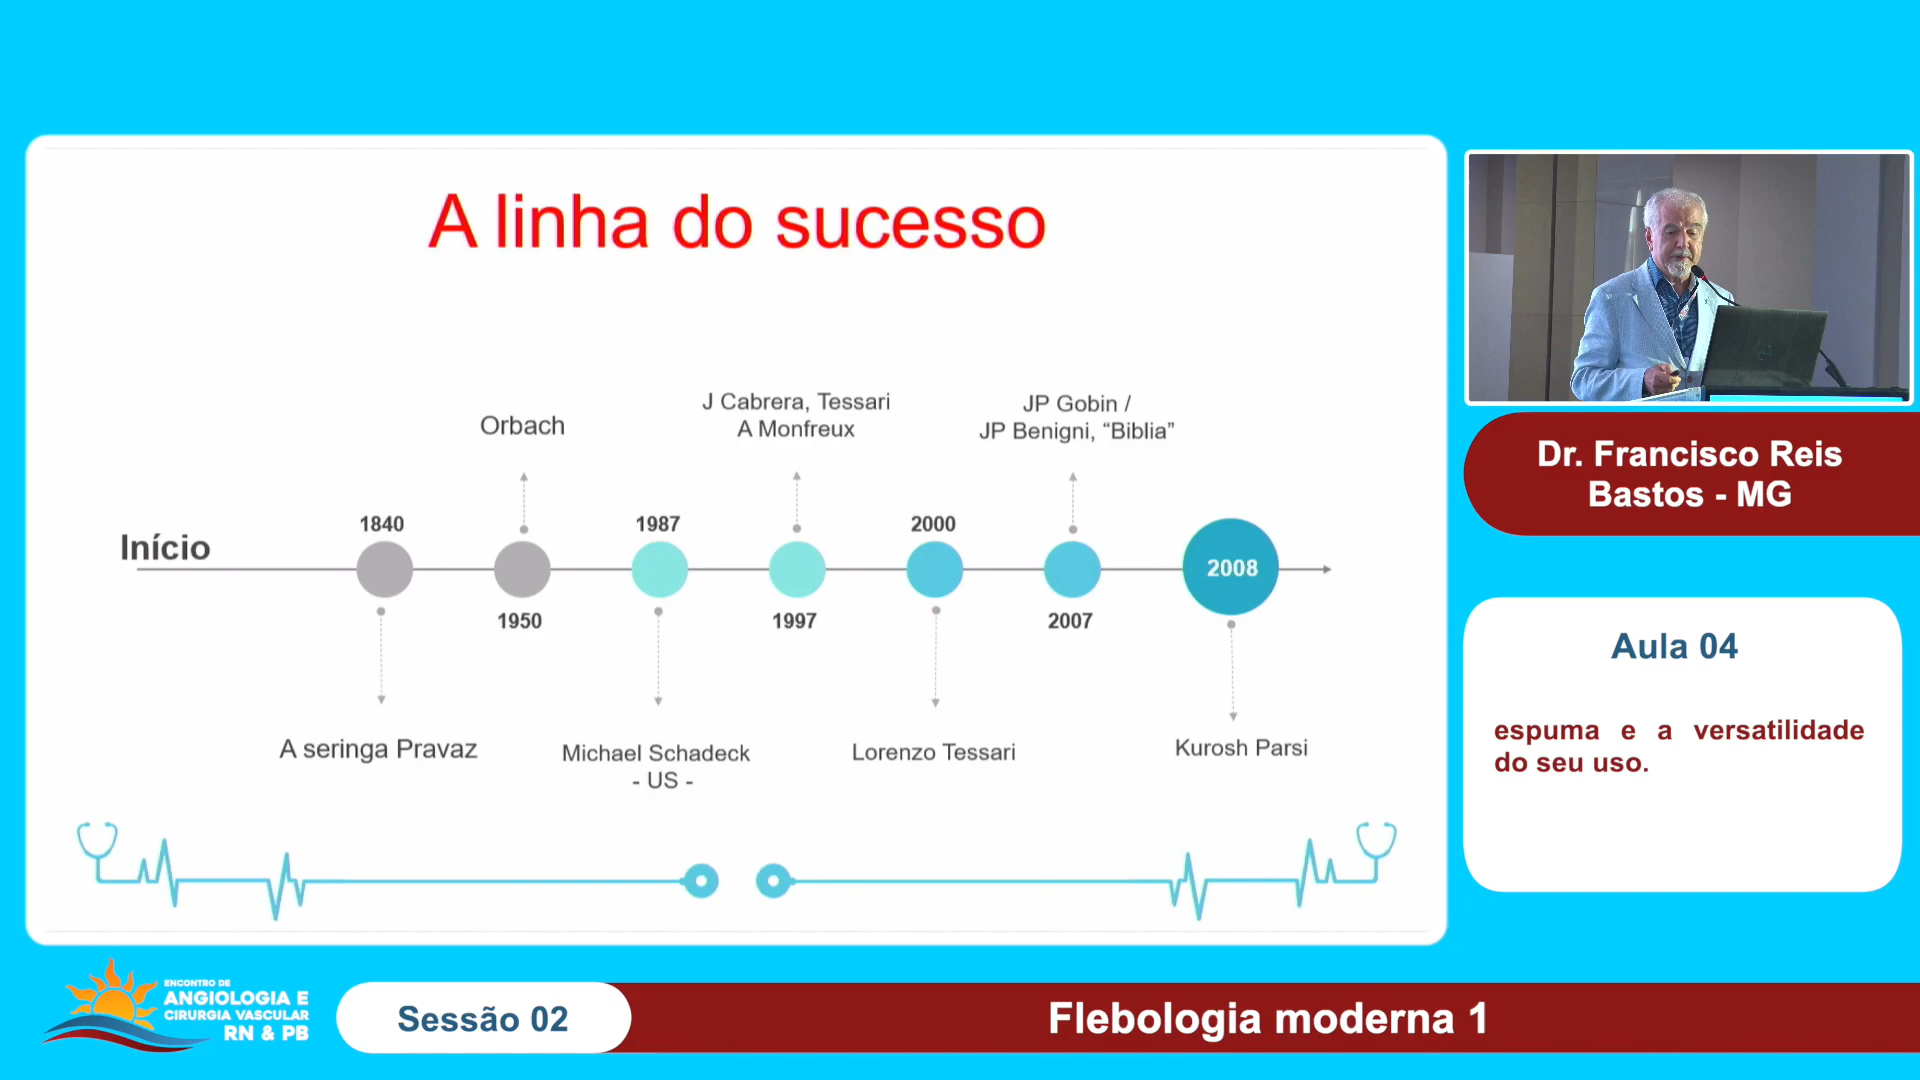 A linha do sucesso
Orbach
J Cabrera, Tessari
A Monfreux
JP Gobin /
JP Benigni, “Biblia”
Início
1840
1950
1987
1997
2000
2007
2008
A seringa Pravaz
Michael Schadeck
- US -
Lorenzo Tessari
Kurosh Parsi
Dr. Francisco Reis
Bastos - MG
Aula 04
espuma e a versatilidade
do seu uso.
ENCONTRO DE
ANGIOLOGIA E
CIRURGIA VASCULAR
RN & PB
Sessão 02
Flebologia moderna 1